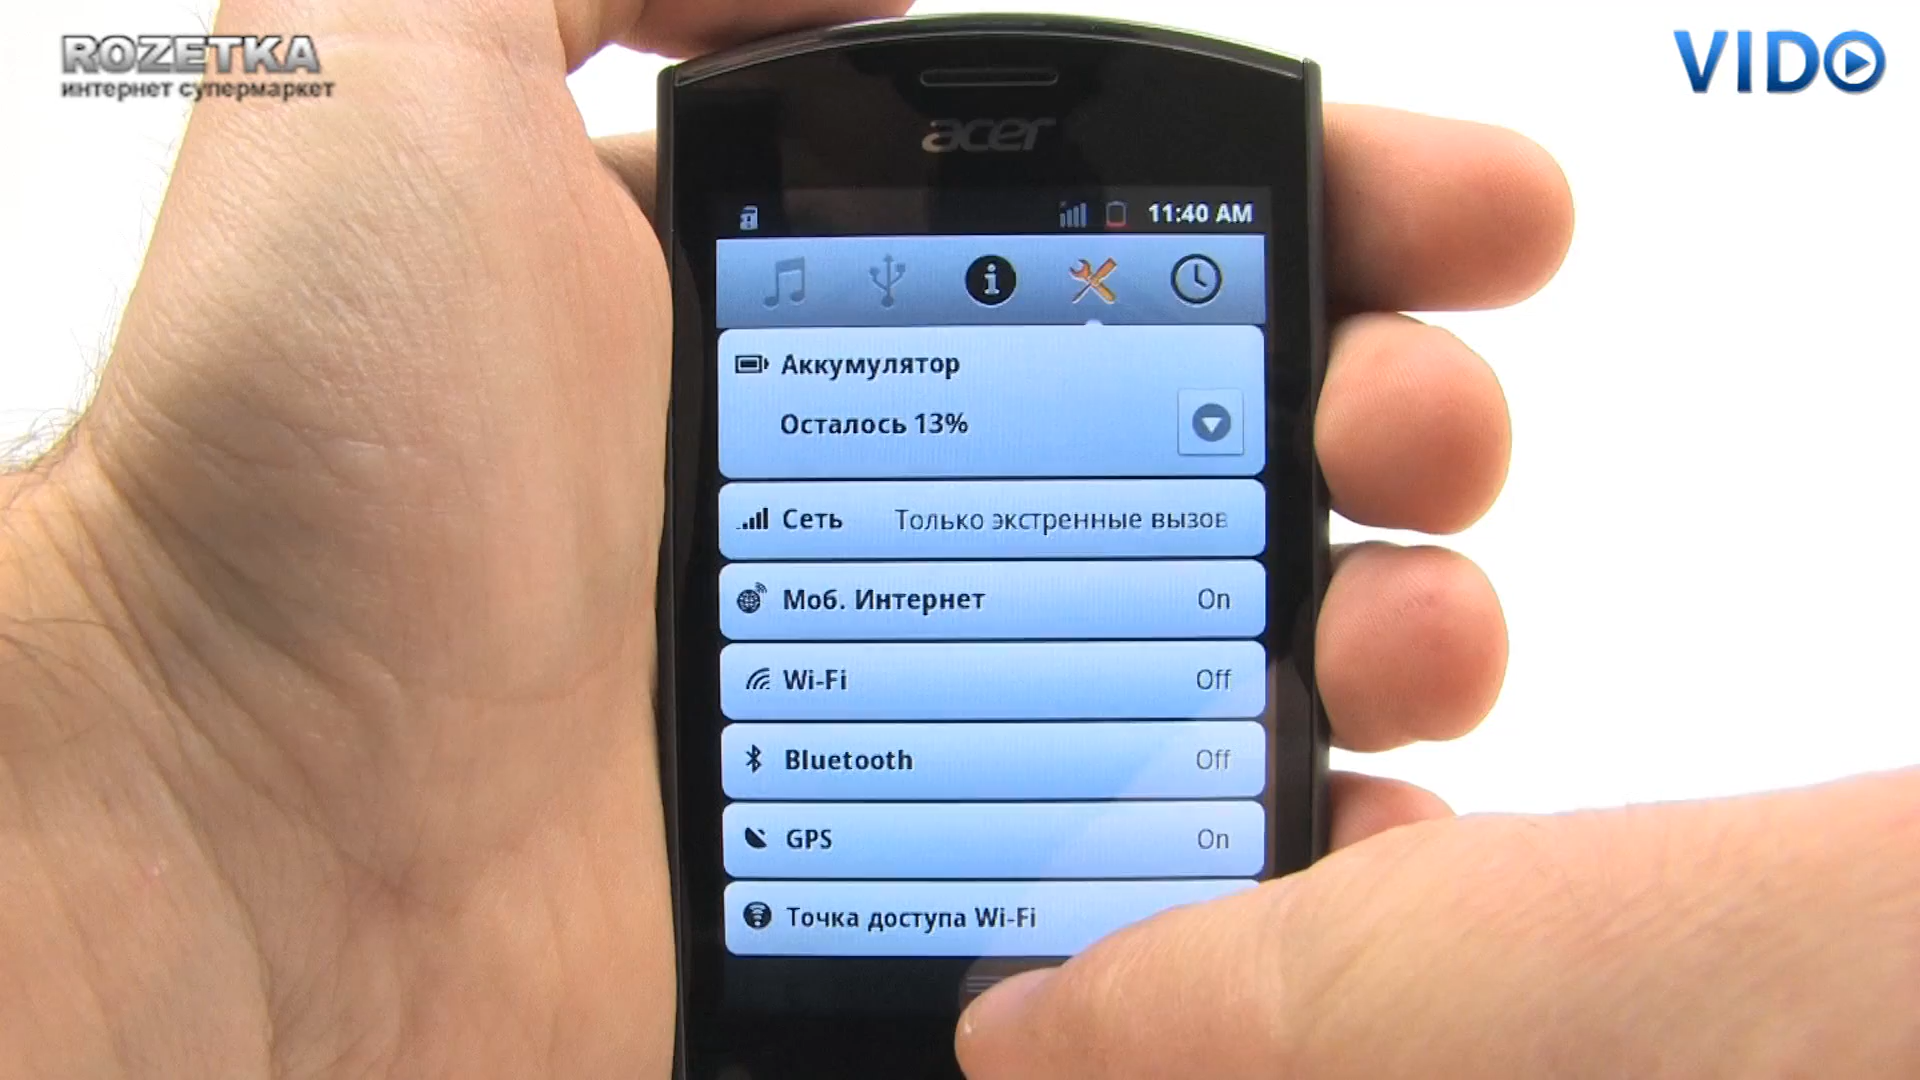 ROZETKA
интернет супермаркет
VIDO
acer
11:40 AM
Аккумулятор
Осталось 13%
Сеть Только экстренные вызов
Моб. Интернет On
Wi-Fi Off
Bluetooth Off
GPS On
Точка доступа Wi-Fi